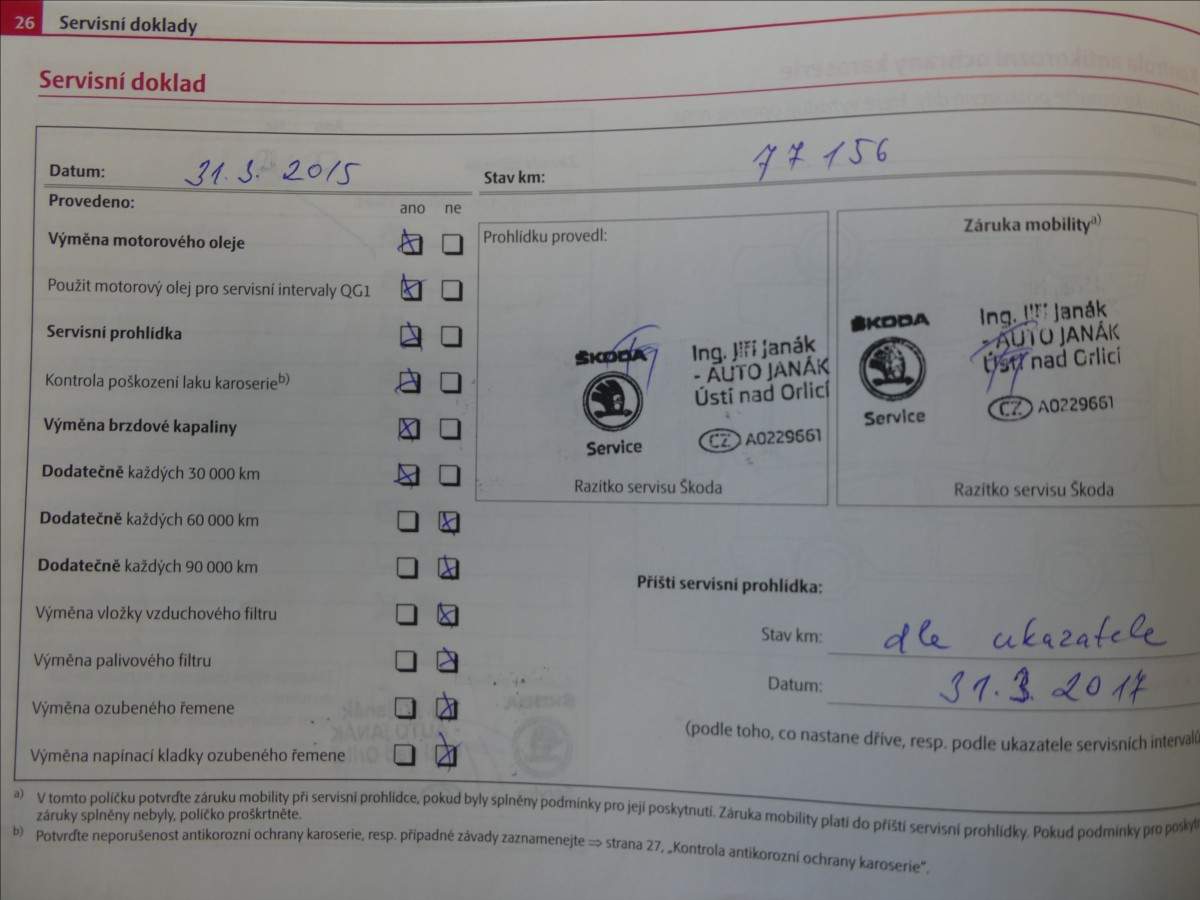 26 Servisní doklady
Servisní doklad
Datum: 31.3. 2015 Stav km: 77 156
Provedeno: ano ne
Výměna motorového oleje
Použit motorový olej pro servisní intervaly QG1
Servisní prohlídka
Kontrola poškození laku karoserie b)
Výměna brzdové kapaliny
Dodatečně každých 30 000 km
Dodatečně každých 60 000 km
Dodatečně každých 90 000 km
Výměna vložky vzduchového filtru
Výměna palivového filtru
Výměna ozubeného řemene
Výměna napínací kladky ozubeného řemene
Prohlídku provedl:
ŠKODA
Service
Ing. Jiří Janák
- AUTO JANÁK
Ústí nad Orlicí
CZ A0229661
Razítko servisu Škoda
Záruka mobility a)
ŠKODA
Service
Ing. Jiří Janák
- AUTO JANÁK
Ústí nad Orlicí
CZ A0229661
Razítko servisu Škoda
Příští servisní prohlídka:
Stav km: dle ukazatele
Datum: 31.3. 2017
(podle toho, co nastane dříve, resp. podle ukazatele servisních intervalů
a) V tomto políčku potvrďte záruku mobility při servisní prohlídce, pokud byly splněny podmínky pro její poskytnutí. Záruka mobility platí do příští servisní prohlídky. Pokud podmínky pro poskytn
záruky splněny nebyly, políčko proškrtněte.
b) Potvrďte neporušenost antikorozní ochrany karoserie, resp. případné závady zaznamenejte ⇒ strana 27, „Kontrola antikorozní ochrany karoserie“.